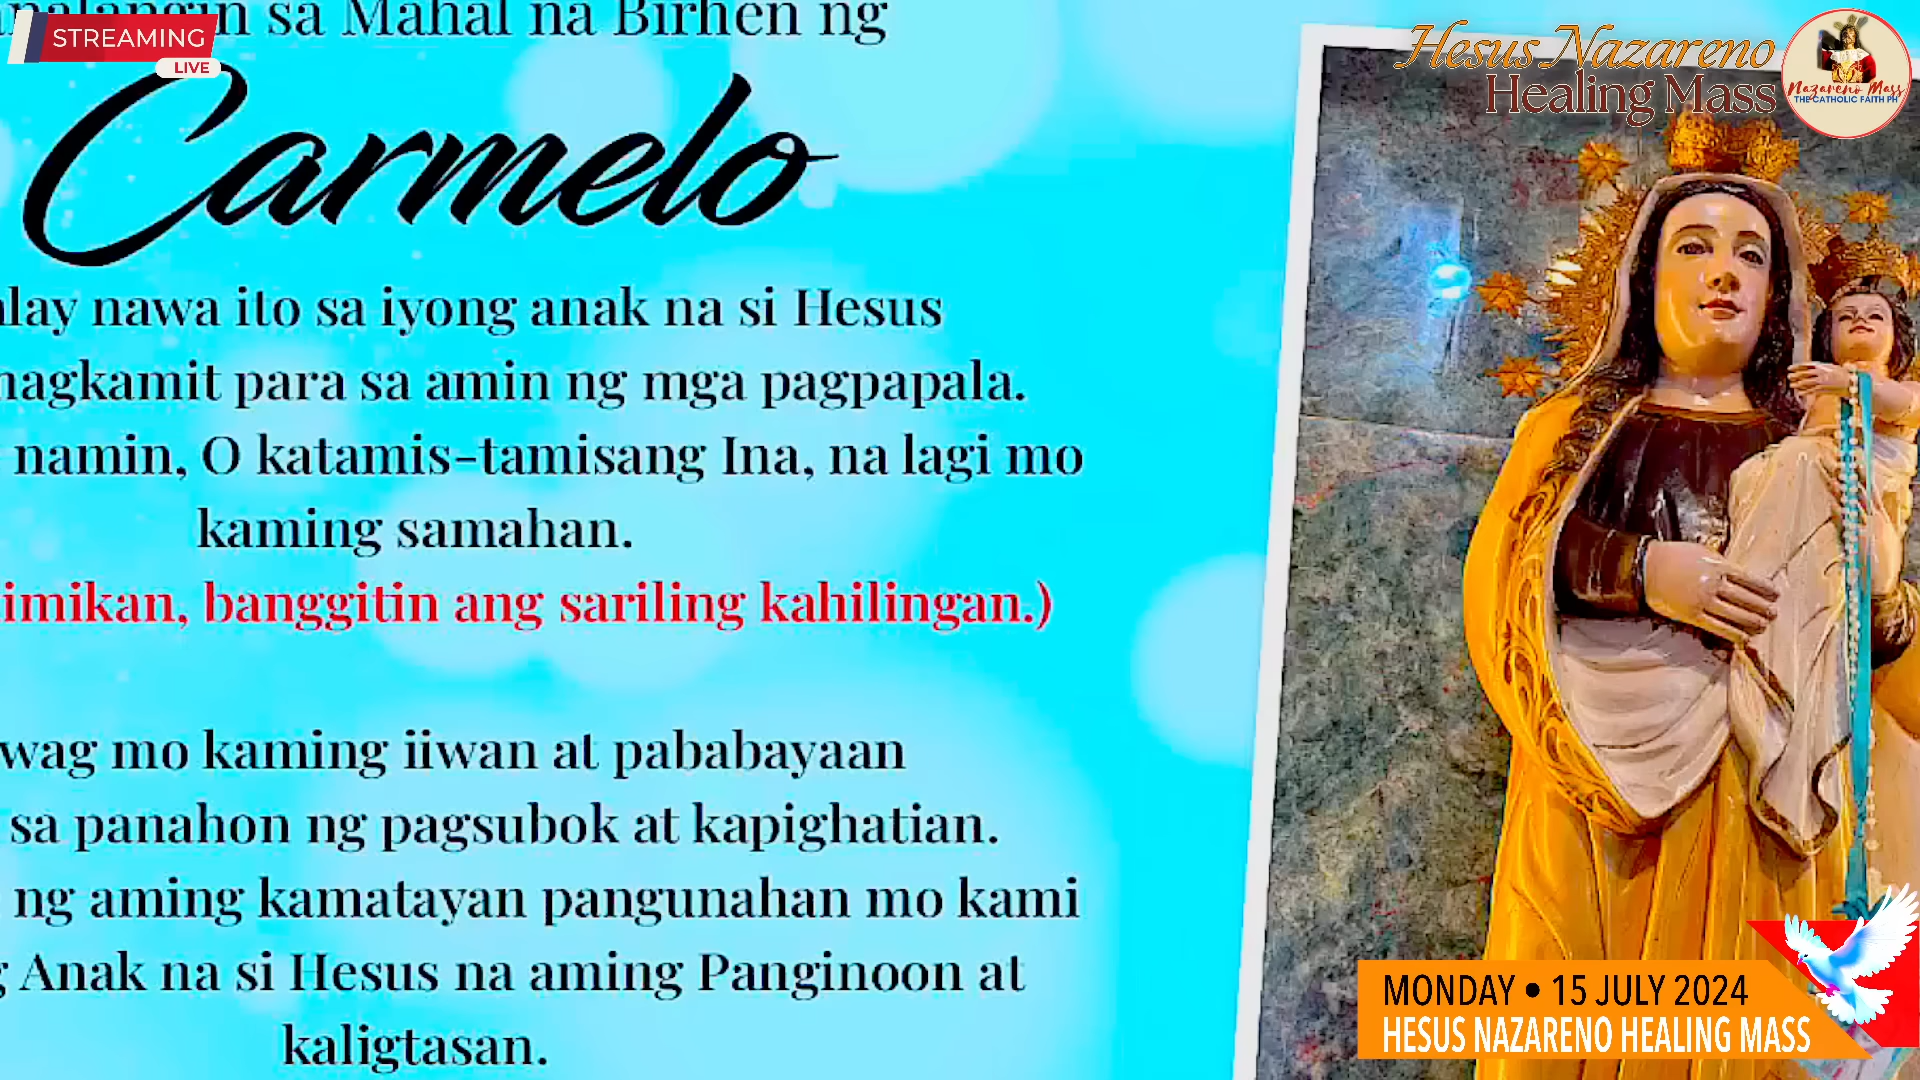 sa Mahal na Birhen ng
STREAMING
LIVE
Carmelo
nawa ito sa iyong anak na si Hesus
para sa amin ng mga pagpapala.
namin, O katamis-tamisang Ina, na lagi mo
kaming samahan.
banggitin ang sariling kahilingan.)
mo kaming iiwan at pababayaan
sa panahon ng pagsubok at kapighatian.
ng aming kamatayan pangunahan mo kami
Anak na si Hesus na aming Panginoon at
kaligtasan.
Hesus Nazareno
Healing Mass
Nazareno Mass
THE CATHOLIC FAITH PH
MONDAY • 15 JULY 2024
HESUS NAZARENO HEALING MASS